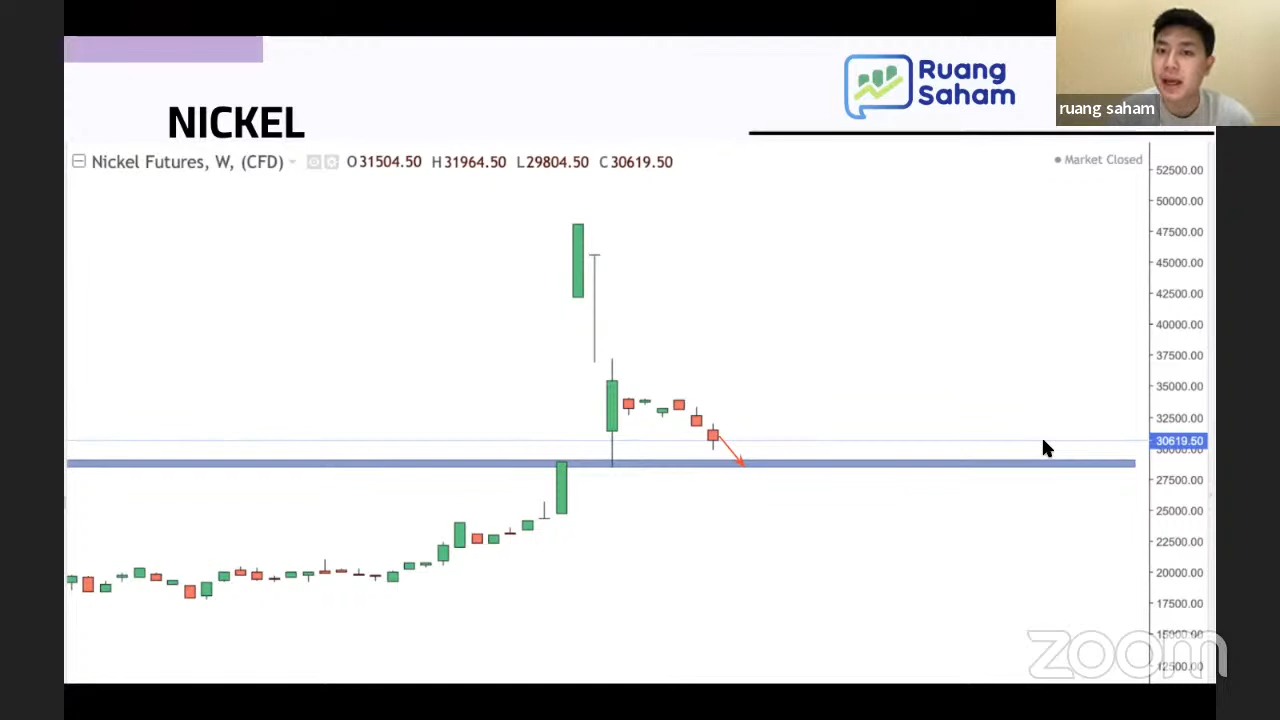 Ruang
Saham
ruang saham
NICKEL
Nickel Futures, W, (CFD) O31504.50 H31964.50 L29804.50 C30619.50
Market Closed
52500.00
50000.00
47500.00
45000.00
42500.00
40000.00
37500.00
35000.00
32500.00
30619.50
30000.00
27500.00
25000.00
22500.00
20000.00
17500.00
15000.00
12500.00
zoom